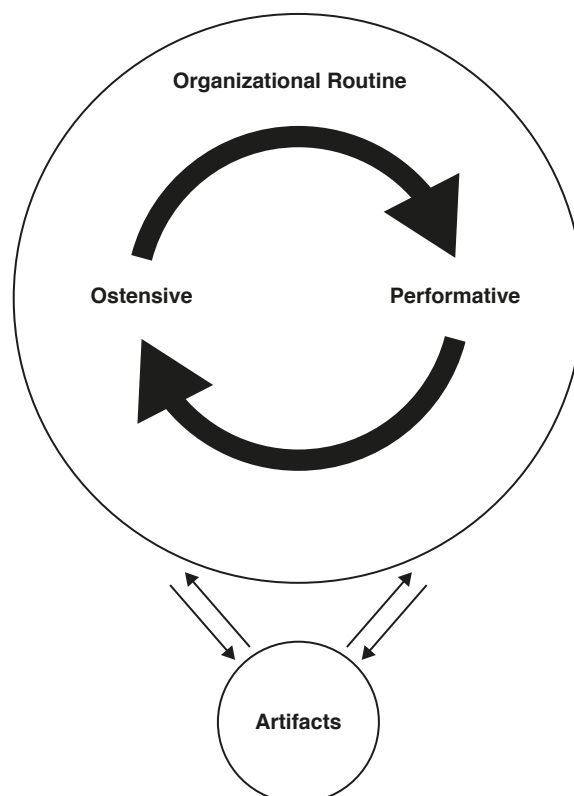 Organizational Routine
Ostensive
Performative
Artifacts